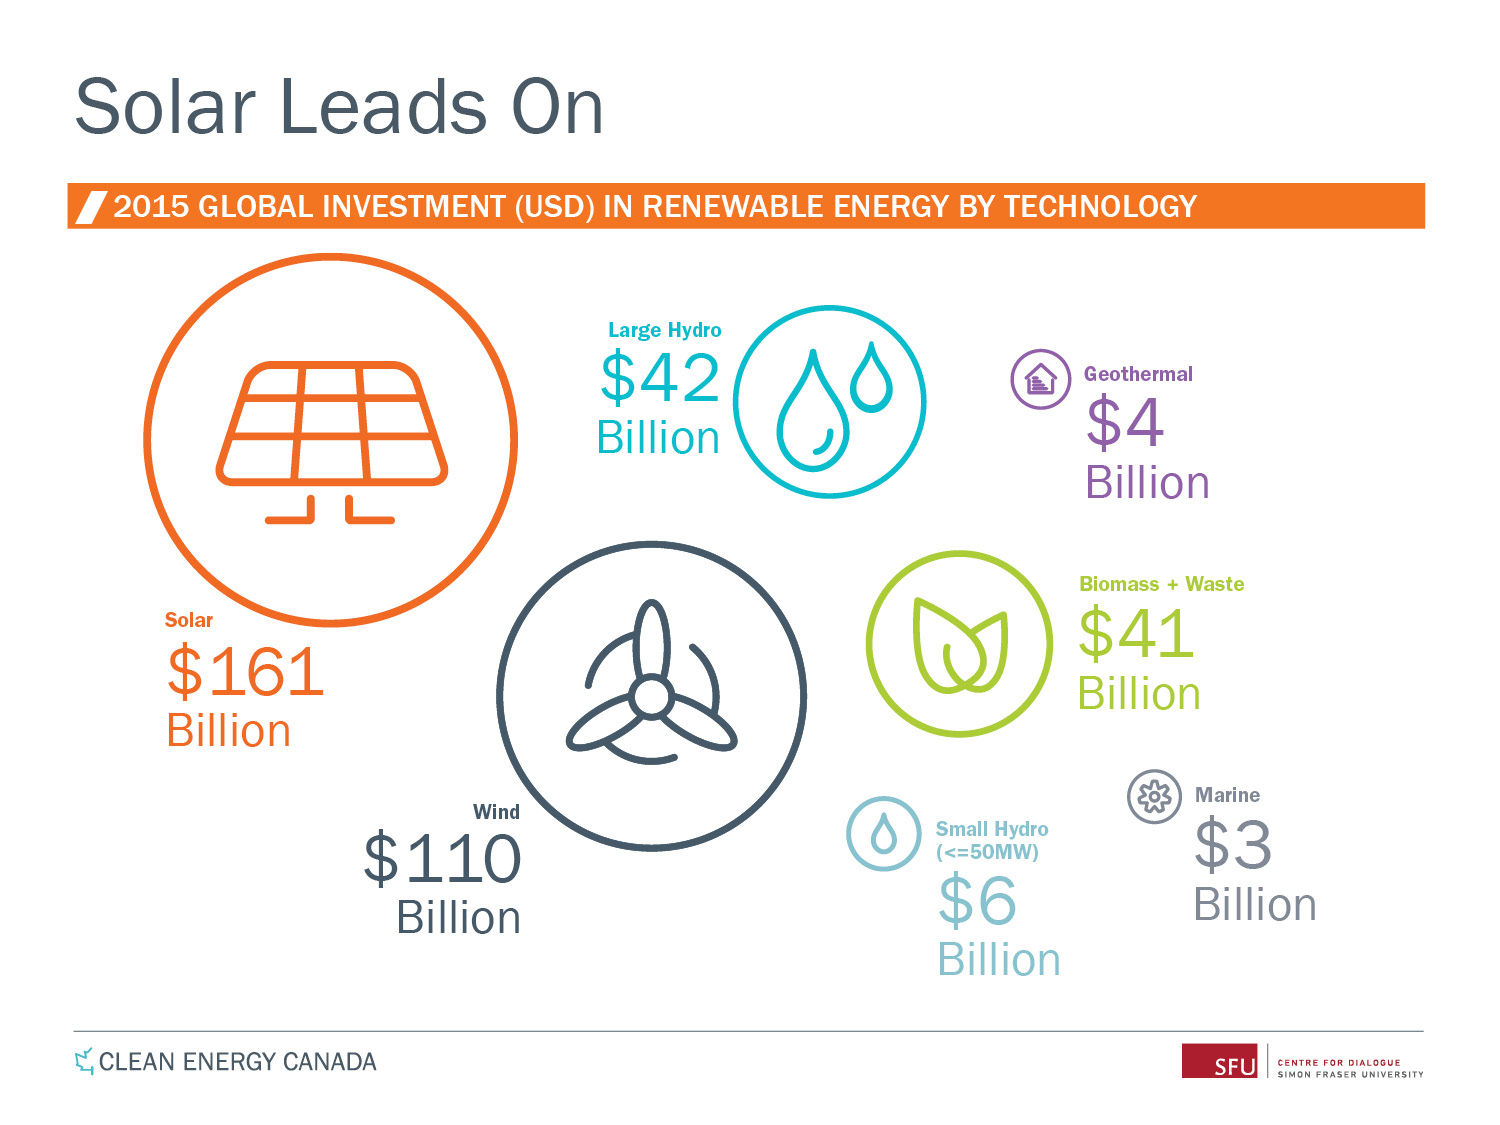 Solar Leads On
2015 GLOBAL INVESTMENT (USD) IN RENEWABLE ENERGY BY TECHNOLOGY
Solar
$161
Billion
Large Hydro
$42
Billion
Geothermal
$4
Billion
Wind
$110
Billion
Biomass + Waste
$41
Billion
Small Hydro
(<=50MW)
$6
Billion
Marine
$3
Billion
CLEAN ENERGY CANADA
SFU
CENTRE FOR DIALOGUE
SIMON FRASER UNIVERSITY